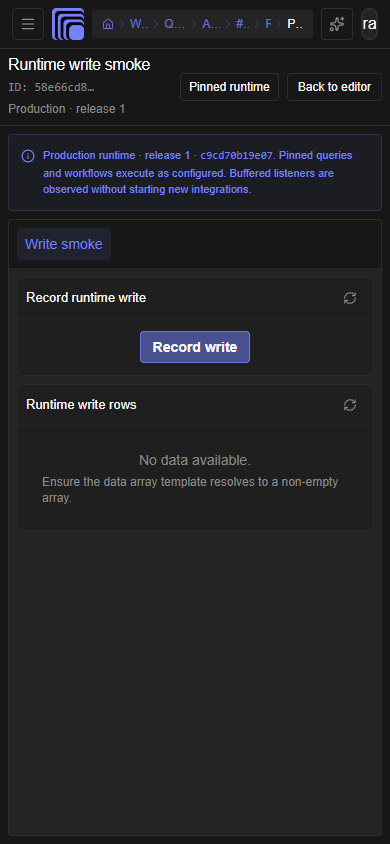 W..
Q...
A...
#..
F
P..
ra
Runtime write smoke
ID: 58e66cd8…
Production · release 1
Pinned runtime
Back to editor
Production runtime · release 1 · c9cd70b19e07. Pinned queries
and workflows execute as configured. Buffered listeners are
observed without starting new integrations.
Write smoke
Record runtime write
Record write
Runtime write rows
No data available.
Ensure the data array template resolves to a non-empty
array.